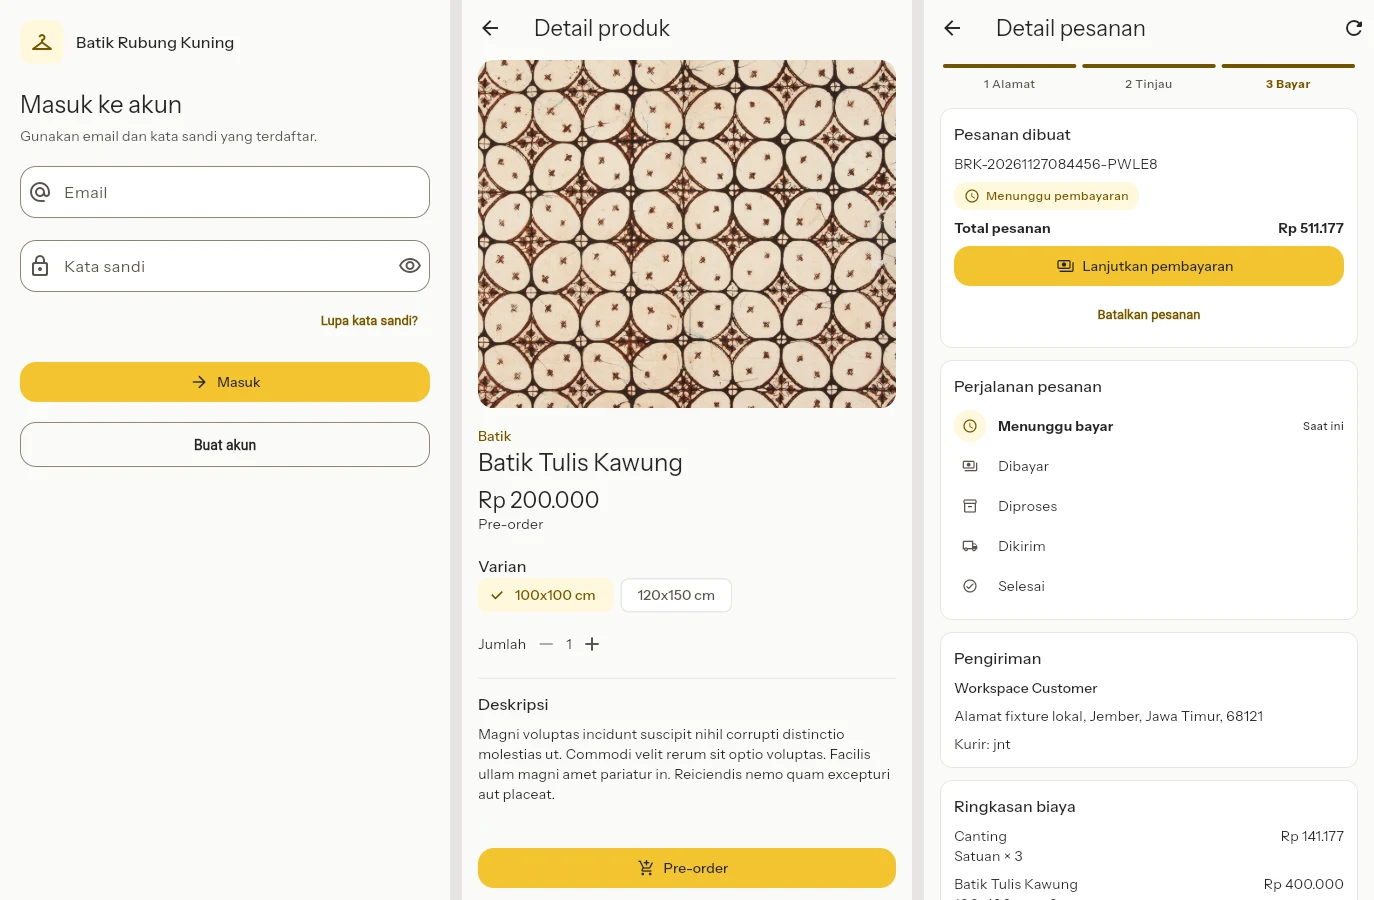 Batik Rubung Kuning
Masuk ke akun
Gunakan email dan kata sandi yang terdaftar.
Email
Kata sandi
Lupa kata sandi?
Masuk
Buat akun
Detail produk
Batik
Batik Tulis Kawung
Rp 200.000
Pre-order
Varian
100x100 cm
120x150 cm
Jumlah
1
Deskripsi
Magni voluptas incidunt suscipit nihil corrupti distinctio
molestias ut. Commodi velit rerum sit optio voluptas. Facilis
ullam magni amet pariatur in. Reiciendis nemo quam excepturi
aut placeat.
Pre-order
Detail pesanan
1 Alamat
2 Tinjau
3 Bayar
Pesanan dibuat
BRK-20261127084456-PWLE8
Menunggu pembayaran
Total pesanan Rp 511.177
Lanjutkan pembayaran
Batalkan pesanan
Perjalanan pesanan
Menunggu bayar Saat ini
Dibayar
Diproses
Dikirim
Selesai
Pengiriman
Workspace Customer
Alamat fixture lokal, Jember, Jawa Timur, 68121
Kurir: jnt
Ringkasan biaya
Canting Rp 141.177
Satuan × 3
Batik Tulis Kawung Rp 400.000